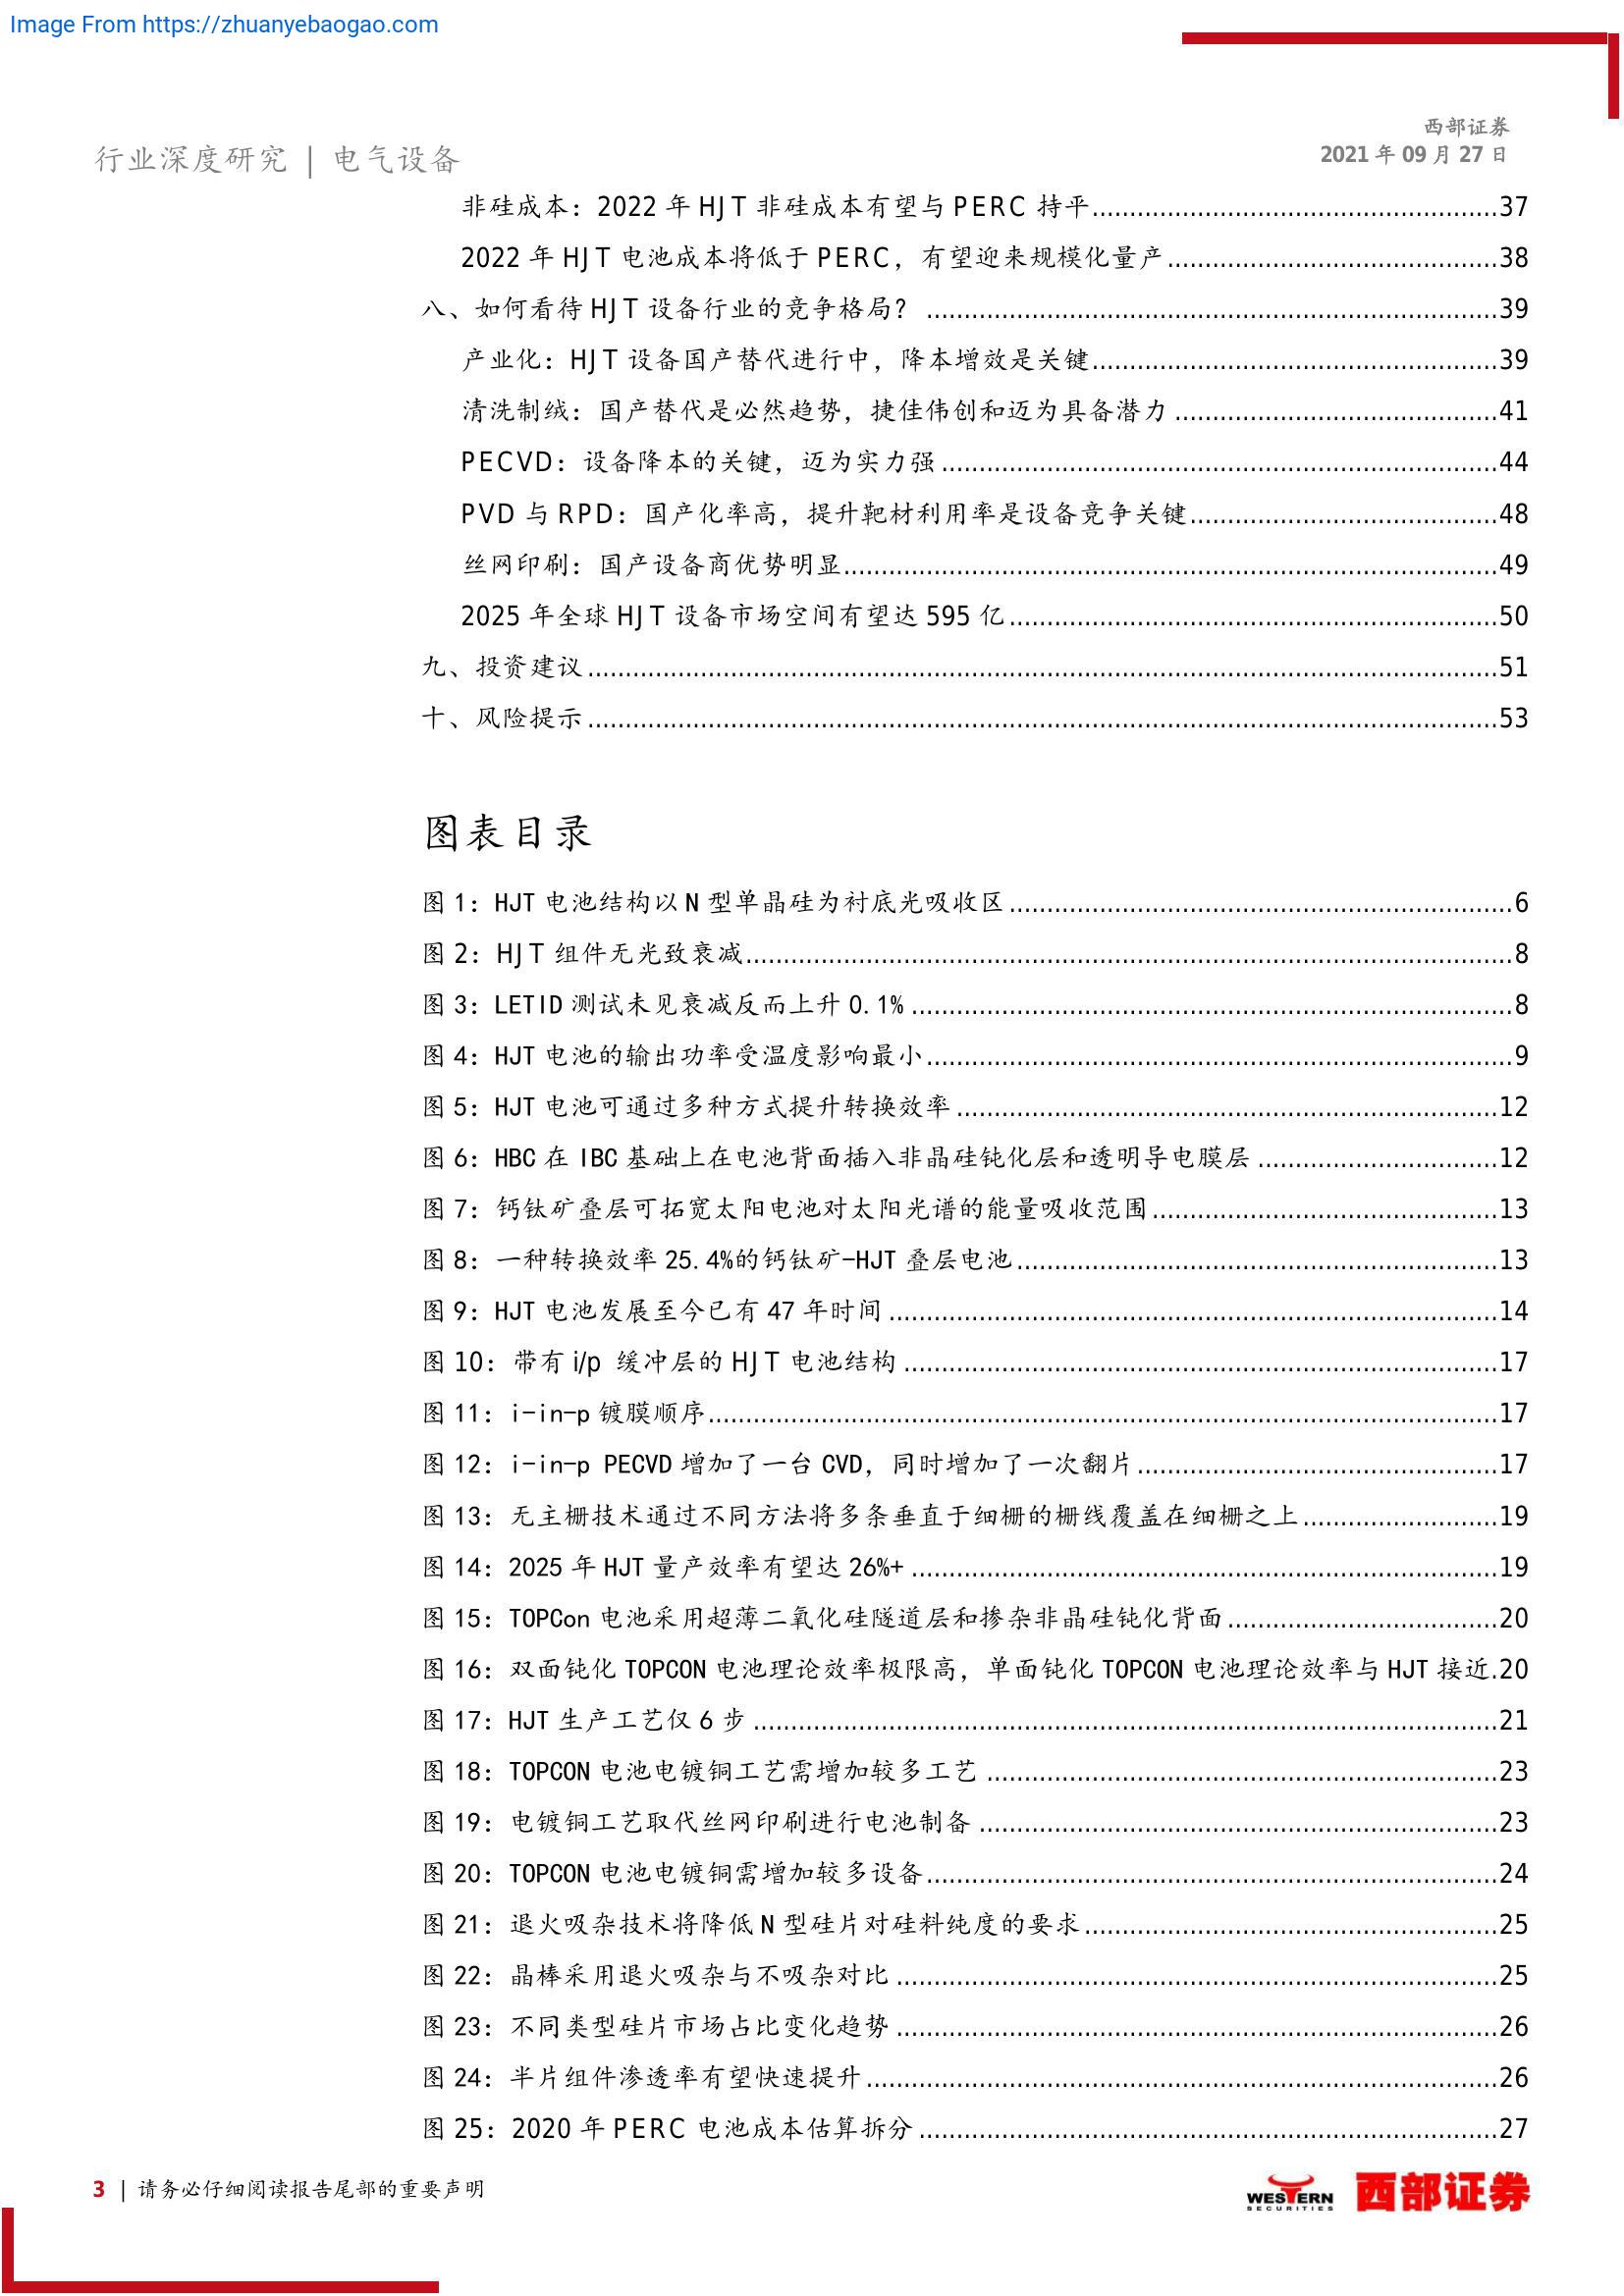 Image From https://zhuanyebaogao.com
西部证券
行业深度研究 | 电气设备
2021 年 09 月 27 日
非硅成本：2022 年 HJT 非硅成本有望与 PERC 持平......37
2022 年 HJT 电池成本将低于 PERC，有望迎来规模化量产......38
八、如何看待 HJT 设备行业的竞争格局？ ......39
产业化：HJT 设备国产替代进行中，降本增效是关键......39
清洗制绒：国产替代是必然趋势，捷佳伟创和迈为具备潜力......41
PECVD：设备降本的关键，迈为实力强......44
PVD 与 RPD：国产化率高，提升靶材利用率是设备竞争关键......48
丝网印刷：国产设备商优势明显......49
2025 年全球 HJT 设备市场空间有望达 595 亿......50
九、投资建议......51
十、风险提示......53
图表目录
图 1：HJT 电池结构以 N 型单晶硅为衬底光吸收区......6
图 2：HJT 组件无光致衰减......8
图 3：LETID 测试未见衰减反而上升 0.1%......8
图 4：HJT 电池的输出功率受温度影响最小......9
图 5：HJT 电池可通过多种方式提升转换效率......12
图 6：HBC 在 IBC 基础上在电池背面插入非晶硅钝化层和透明导电膜层......12
图 7：钙钛矿叠层可拓宽太阳电池对太阳光谱的能量吸收范围......13
图 8：一种转换效率 25.4%的钙钛矿-HJT 叠层电池......13
图 9：HJT 电池发展至今已有 47 年时间......14
图 10：带有 i/p 缓冲层的 HJT 电池结构......17
图 11：i-in-p 镀膜顺序......17
图 12：i-in-p PECVD 增加了一台 CVD，同时增加了一次翻片......17
图 13：无主栅技术通过不同方法将多条垂直于细栅的栅线覆盖在细栅之上......19
图 14：2025 年 HJT 量产效率有望达 26%+......19
图 15：TOPCon 电池采用超薄二氧化硅隧道层和掺杂非晶硅钝化背面......20
图 16：双面钝化 TOPCON 电池理论效率极限高，单面钝化 TOPCON 电池理论效率与 HJT 接近.20
图 17：HJT 生产工艺仅 6 步......21
图 18：TOPCON 电池电镀铜工艺需增加较多工艺......23
图 19：电镀铜工艺取代丝网印刷进行电池制备......23
图 20：TOPCON 电池电镀铜需增加较多设备......24
图 21：退火吸杂技术将降低 N 型硅片对硅料纯度的要求......25
图 22：晶棒采用退火吸杂与不吸杂对比......25
图 23：不同类型硅片市场占比变化趋势......26
图 24：半片组件渗透率有望快速提升......26
图 25：2020 年 PERC 电池成本估算拆分......27
3 | 请务必仔细阅读报告尾部的重要声明
WESTERN SECURITIES 西部证券